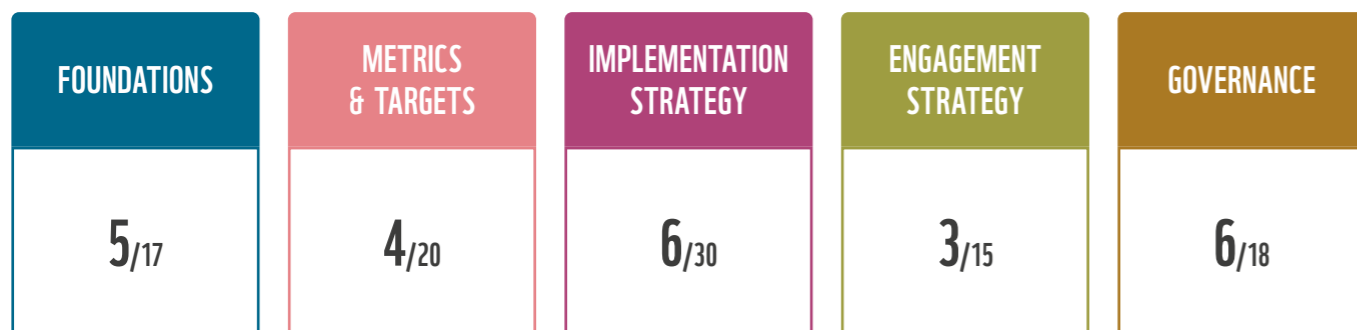 FOUNDATIONS
METRICS
& TARGETS
IMPLEMENTATION
STRATEGY
ENGAGEMENT
STRATEGY
GOVERNANCE
5/17
4/20
6/30
3/15
6/18